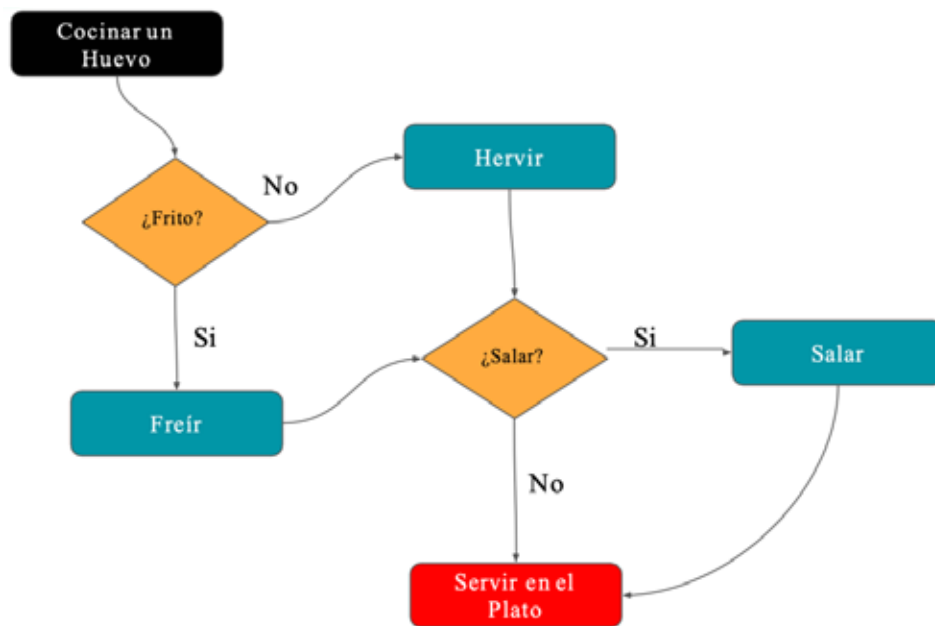 Cocinar un
Huevo
¿Frito?
No
Hervir
Si
Freír
¿Salar?
Si
Salar
No
Servir en el
Plato